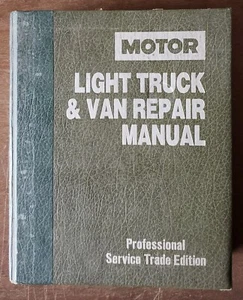 MOTOR
LIGHT TRUCK
& VAN REPAIR
MANUAL
Professional
Service Trade Edition